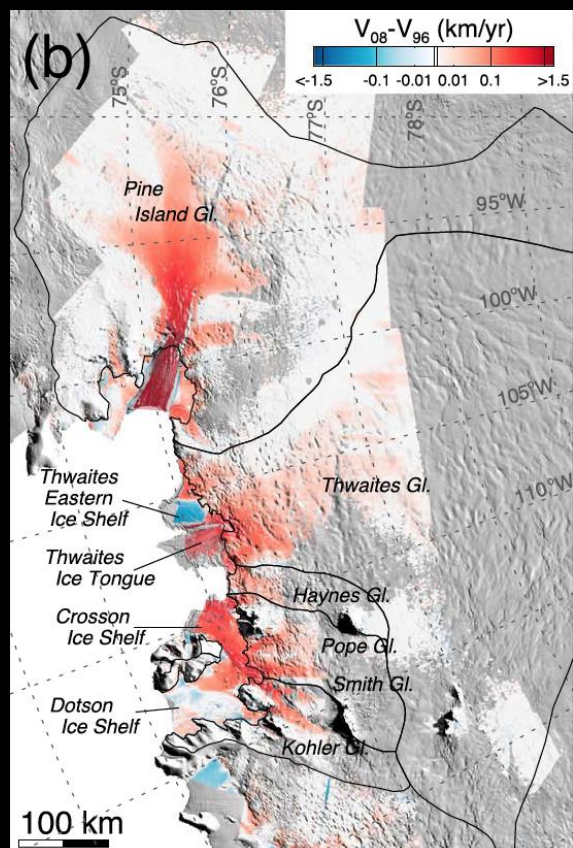 (b)
V08-V96 (km/yr)
<-1.5 -0.1 -0.01 0.01 0.1 >1.5
75°S
76°S
77°S
78°S
95°W
100°W
105°W
110°W
Pine
Island Gl.
Thwaites
Eastern
Ice Shelf
Thwaites Gl.
Thwaites
Ice Tongue
Haynes Gl.
Crosson
Ice Shelf
Pope Gl.
Smith Gl.
Dotson
Ice Shelf
Kohler Gl.
100 km